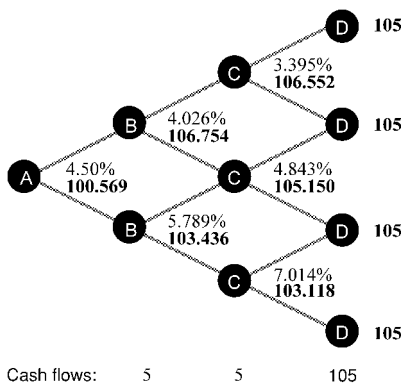 D 105
C 3.395%
106.552
B 4.026%
106.754
D 105
A 4.50%
100.569
C 4.843%
105.150
B 5.789%
103.436
D 105
C 7.014%
103.118
D 105
Cash flows: 5 5 105